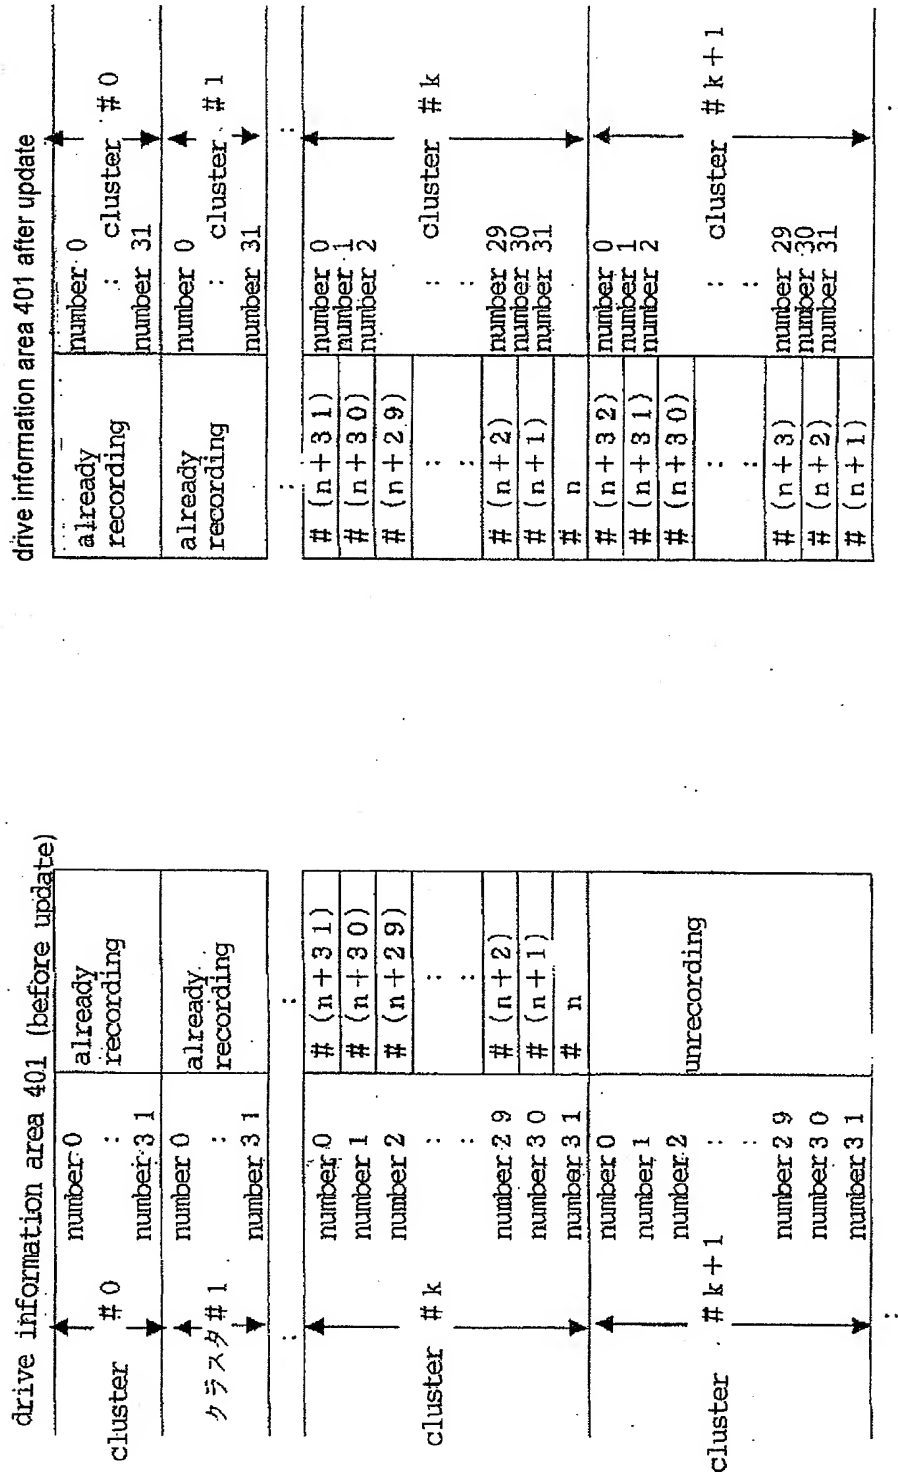 drive information area 401 (before update)
cluster #0
number 0
:
number 31
already
recording
クラスタ #1
number 0
:
number 31
already
recording
:
:
cluster #k
number 0 # (n+31)
number 1 # (n+30)
number 2 # (n+29)
: :
: :
number 29 # (n+2)
number 30 # (n+1)
number 31 # n
cluster #k+1
number 0
number 1
number 2
:
:
number 29
number 30
number 31
unrecording
:
drive information area 401 after update
already
recording
number 0
:
number 31
cluster #0
already
recording
number 0
:
number 31
cluster #1
:
:
# (n+31) number 0
# (n+30) number 1
# (n+29) number 2
: :
: :
# (n+2) number 29
# (n+1) number 30
# n number 31
cluster #k
# (n+32) number 0
# (n+31) number 1
# (n+30) number 2
: :
: :
# (n+3) number 29
# (n+2) number 30
# (n+1) number 31
cluster #k+1